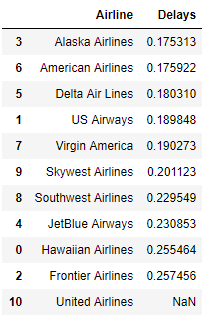 Airline Delays
3 Alaska Airlines 0.175313
6 American Airlines 0.175922
5 Delta Air Lines 0.180310
1 US Airways 0.189848
7 Virgin America 0.190273
9 Skywest Airlines 0.201123
8 Southwest Airlines 0.229549
4 JetBlue Airways 0.230853
0 Hawaiian Airlines 0.255464
2 Frontier Airlines 0.257456
10 United Airlines NaN